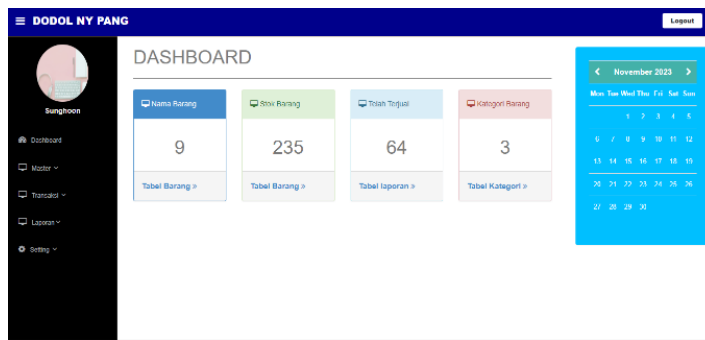 DODOL NY PANG
Logout
Sunghoon
Dashboard
Master
Transaksi
Laporan
Setting
DASHBOARD
Nama Barang
9
Tabel Barang »
Stok Barang
235
Tabel Barang »
Telah Terjual
64
Tabel laporan »
Kategori Barang
3
Tabel Kategori »
November 2023
Mon Tue Wed Thu Fri Sat Sun
1 2 3 4 5
6 7 8 9 10 11 12
13 14 15 16 17 18 19
20 21 22 23 24 25 26
27 28 29 30